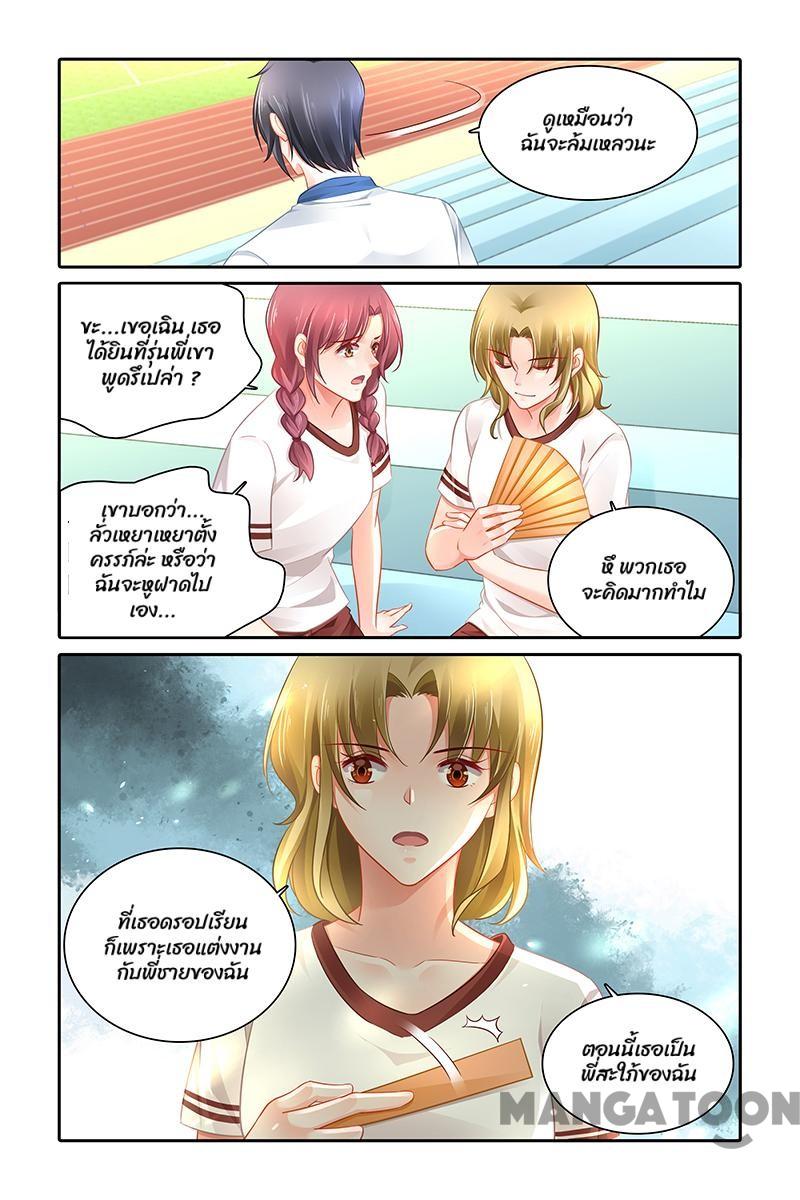 ดูเหมือนว่า
ฉันจะล้มเหลวนะ
ขะ...เขอเฉิน เธอ
ได้ยินที่รุ่นพี่เขา
พูดรึเปล่า ?
เขาบอกว่า...
ลั่วเหยาเหยาตั้ง
ครรภ์ล่ะ หรือว่า
ฉันจะหูฝาดไป
เอง...
หึ พวกเธอ
จะคิดมากทำไม
ที่เธอดรอปเรียน
ก็เพราะเธอแต่งงาน
กับพี่ชายของฉัน
ตอนนี้เธอเป็น
พี่สะใภ้ของฉัน
MANGATOON